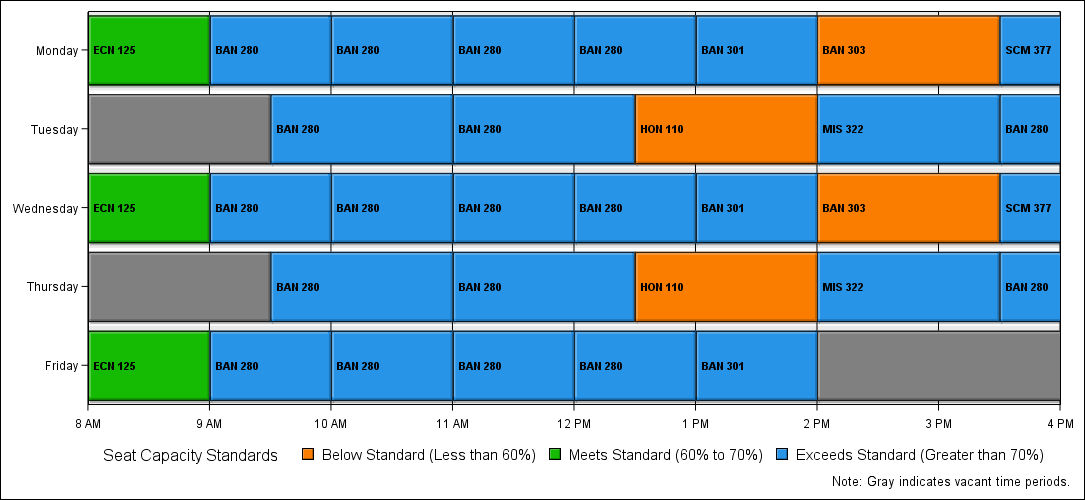 Monday ECN 125 BAN 280 BAN 280 BAN 280 BAN 280 BAN 301 BAN 303 SCM 377
Tuesday BAN 280 BAN 280 HON 110 MIS 322 BAN 280
Wednesday ECN 125 BAN 280 BAN 280 BAN 280 BAN 280 BAN 301 BAN 303 SCM 377
Thursday BAN 280 BAN 280 HON 110 MIS 322 BAN 280
Friday ECN 125 BAN 280 BAN 280 BAN 280 BAN 280 BAN 301
8 AM 9 AM 10 AM 11 AM 12 PM 1 PM 2 PM 3 PM 4 PM
Seat Capacity Standards Below Standard (Less than 60%) Meets Standard (60% to 70%) Exceeds Standard (Greater than 70%)
Note: Gray indicates vacant time periods.